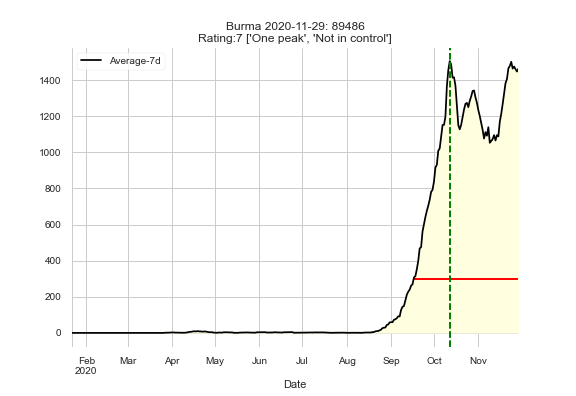 Burma 2020-11-29: 89486
Rating:7 ['One peak', 'Not in control']
Average-7d
1400
1200
1000
800
600
400
200
0
Feb Mar Apr May Jun Jul Aug Sep Oct Nov
2020
Date